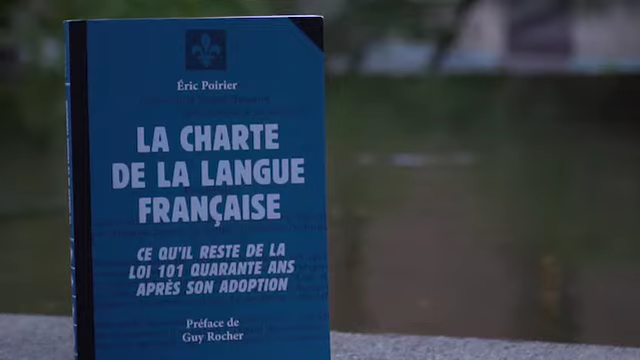 Éric Poirier
LA CHARTE
DE LA LANGUE
FRANÇAISE
CE QU'IL RESTE DE LA
LOI 101 QUARANTE ANS
APRÈS SON ADOPTION
Préface de
Guy Rocher